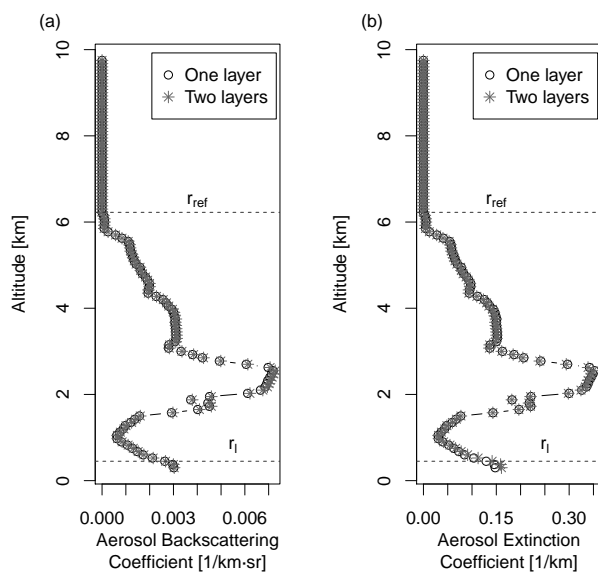 (a)
One layer
Two layers
r_ref
r_l
Altitude [km]
0
2
4
6
8
10
0.000
0.003
0.006
Aerosol Backscattering
Coefficient [1/km·sr]
(b)
One layer
Two layers
r_ref
r_l
Altitude [km]
0
2
4
6
8
10
0.00
0.15
0.30
Aerosol Extinction
Coefficient [1/km]